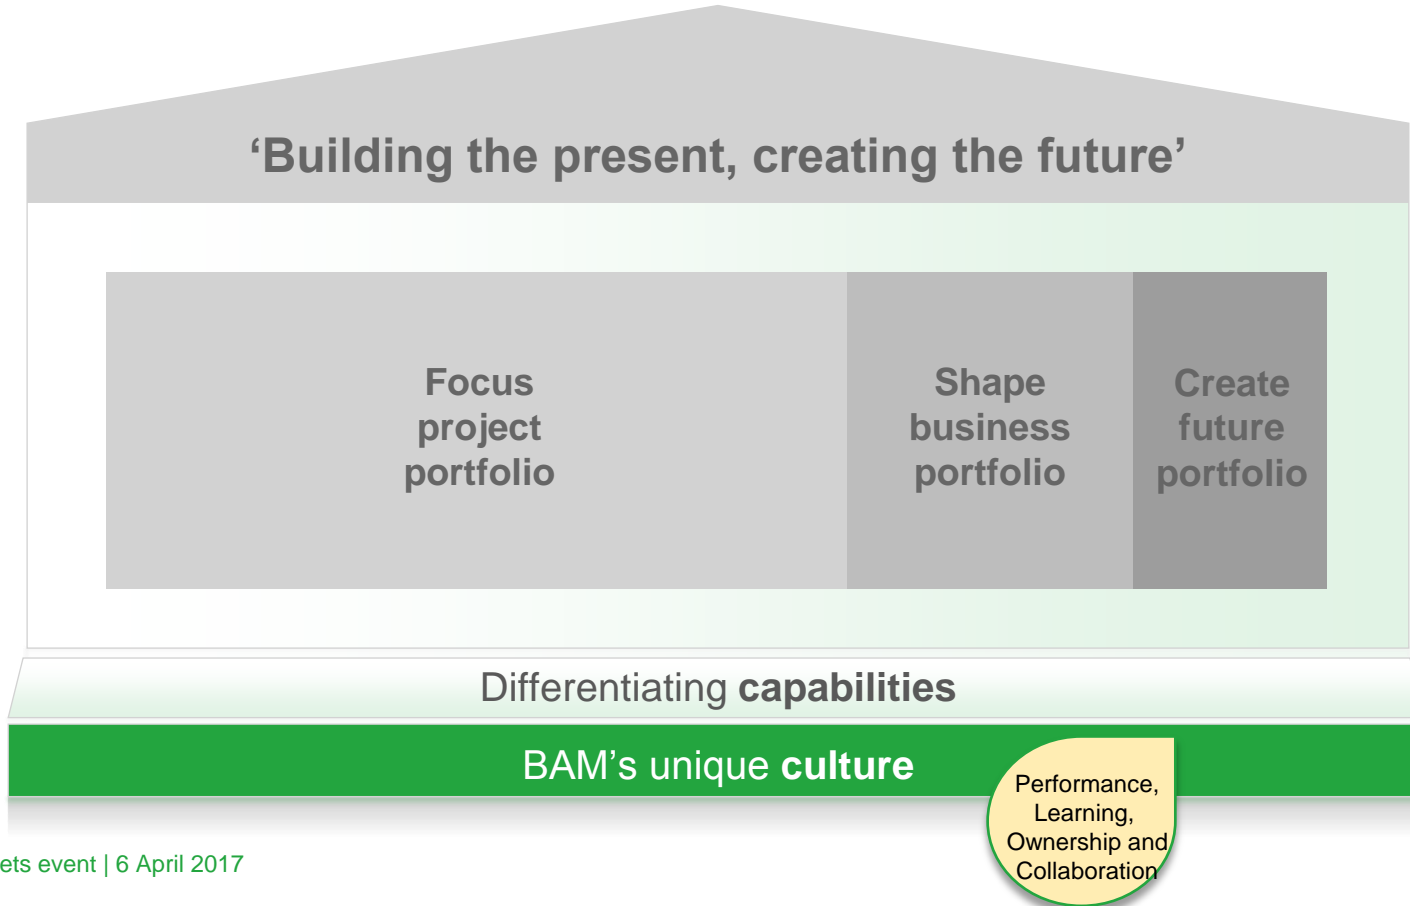 ‘Building the present, creating the future’
Focus
project
portfolio
Shape
business
portfolio
Create
future
portfolio
Differentiating capabilities
BAM’s unique culture
Performance,
Learning,
Ownership and
Collaboration
event | 6 April 2017